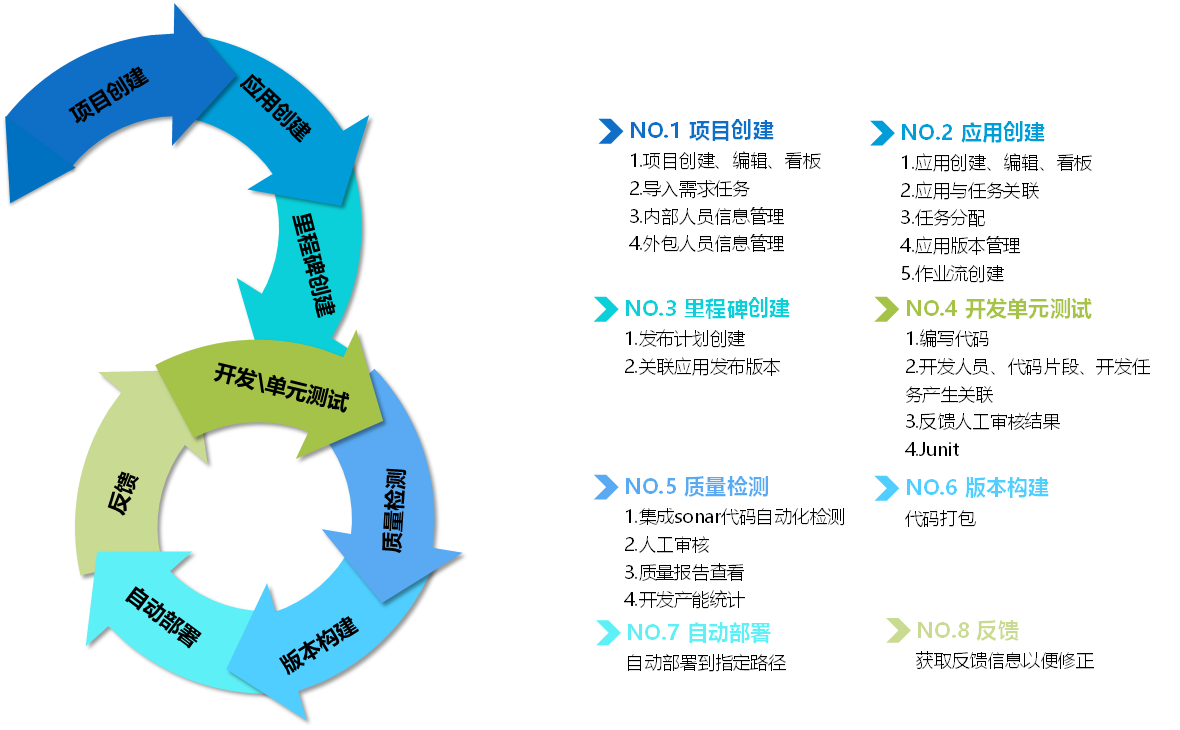 项目创建
应用创建
里程碑创建
开发\单元测试
质量检测
版本构建
自动部署
反馈
NO.1 项目创建
1.项目创建、编辑、看板
2.导入需求任务
3.内部人员信息管理
4.外包人员信息管理
NO.2 应用创建
1.应用创建、编辑、看板
2.应用与任务关联
3.任务分配
4.应用版本管理
5.作业流创建
NO.3 里程碑创建
1.发布计划创建
2.关联应用发布版本
NO.4 开发单元测试
1.编写代码
2.开发人员、代码片段、开发任
务产生关联
3.反馈人工审核结果
4.Junit
NO.5 质量检测
1.集成sonar代码自动化检测
2.人工审核
3.质量报告查看
4.开发产能统计
NO.6 版本构建
代码打包
NO.7 自动部署
自动部署到指定路径
NO.8 反馈
获取反馈信息以便修正